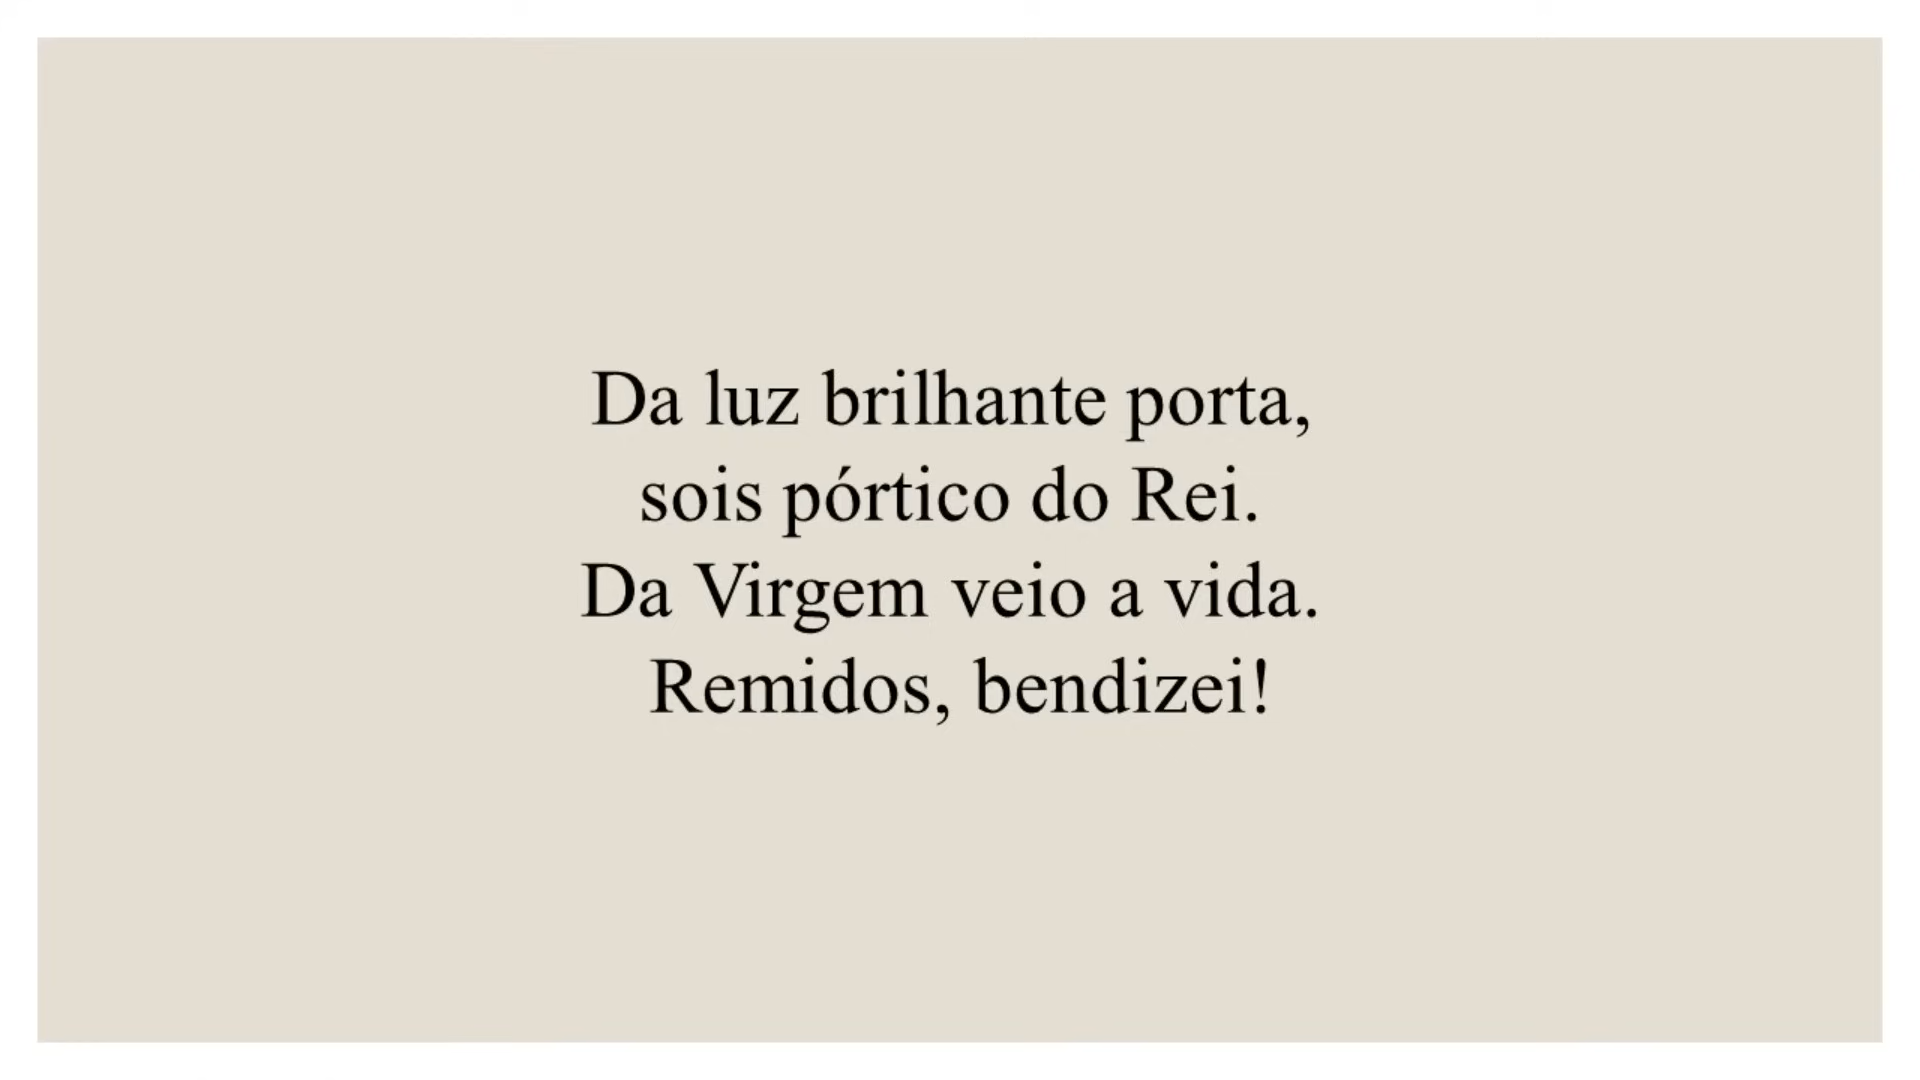 Da luz brilhante porta,
sois pórtico do Rei.
Da Virgem veio a vida.
Remidos, bendizei!